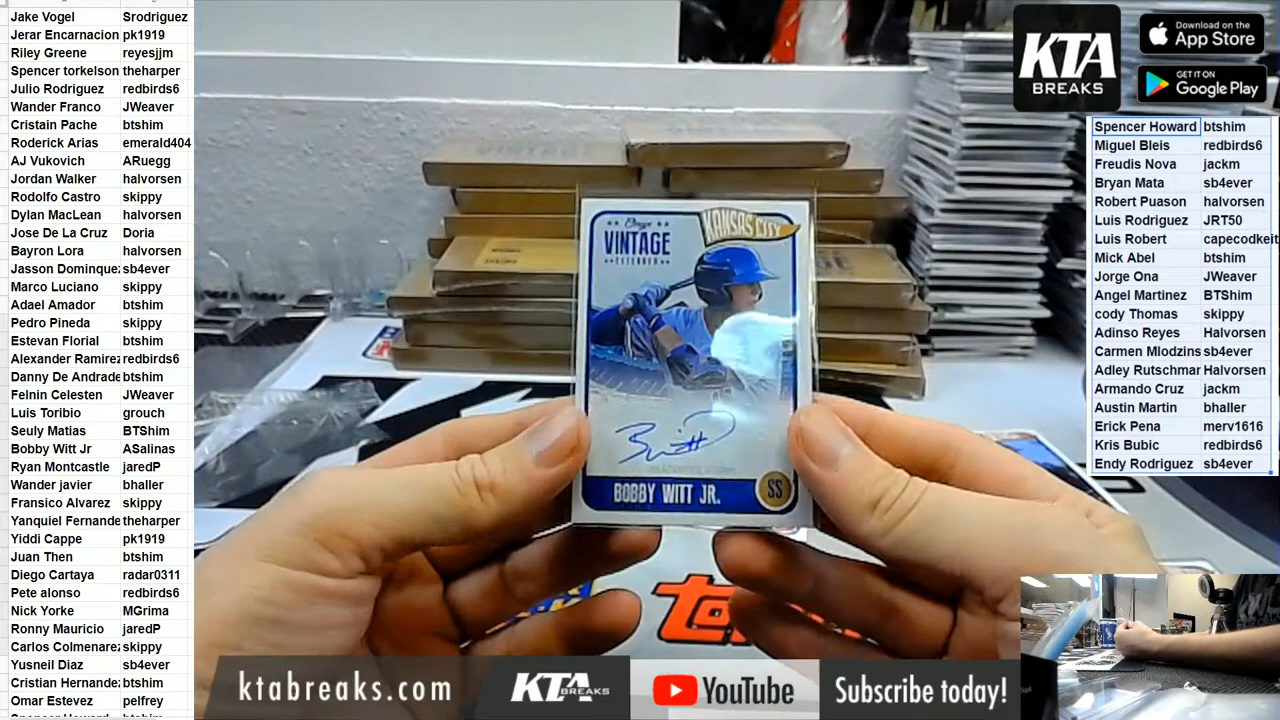 Jake Vogel Srodriguez
Jerar Encarnacion pk1919
Riley Greene reyesjjm
Spencer torkelson theharper
Julio Rodriguez redbirds6
Wander Franco JWeaver
Cristain Pache btshim
Roderick Arias emerald404
AJ Vukovich ARuegg
Jordan Walker halvorsen
Rodolfo Castro skippy
Dylan MacLean halvorsen
Jose De La Cruz Doria
Bayron Lora halvorsen
Jasson Dominque sb4ever
Marco Luciano skippy
Adael Amador btshim
Pedro Pineda skippy
Estevan Florial btshim
Alexander Ramirez redbirds6
Danny De Andrade btshim
Felnin Celesten JWeaver
Luis Toribio grouch
Seuly Matias BTShim
Bobby Witt Jr ASalinas
Ryan Montcastle jaredP
Wander javier bhaller
Fransico Alvarez skippy
Yanquiel Fernande theharper
Yiddi Cappe pk1919
Juan Then btshim
Diego Cartaya radar0311
Pete alonso redbirds6
Nick Yorke MGrima
Ronny Mauricio jaredP
Carlos Colmenare skippy
Yusneil Diaz sb4ever
Cristian Hernande btshim
Omar Estevez pelfrey
Spencer Howard btshim
KTA
BREAKS
Download on the
App Store
GET IT ON
Google Play
Spencer Howard btshim
Miguel Bleis redbirds6
Freudis Nova jackm
Bryan Mata sb4ever
Robert Puason halvorsen
Luis Rodriguez JRT50
Luis Robert capecodkeit
Mick Abel btshim
Jorge Ona JWeaver
Angel Martinez BTShim
cody Thomas skippy
Adinso Reyes Halvorsen
Carmen Mlodzins sb4ever
Adley Rutschmar Halvorsen
Armando Cruz jackm
Austin Martin bhaller
Erick Pena merv1616
Kris Bubic redbirds6
Endy Rodriguez sb4ever
Onyx
VINTAGE
EXTENDED
KANSAS CITY
BOBBY WITT JR.
SS
topps
ktabreaks.com
KTA BREAKS
YouTube
Subscribe today!